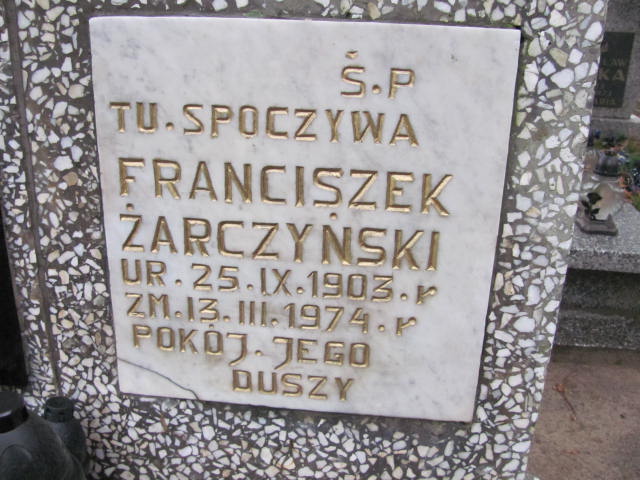 Ś.P
TU.SPOCZYWA
FRANCISZEK
ŻARCZYŃSKI
UR.25.IX.1903.r
ZM.13.III.1974.r
POKÓJ.JEGO
DUSZY